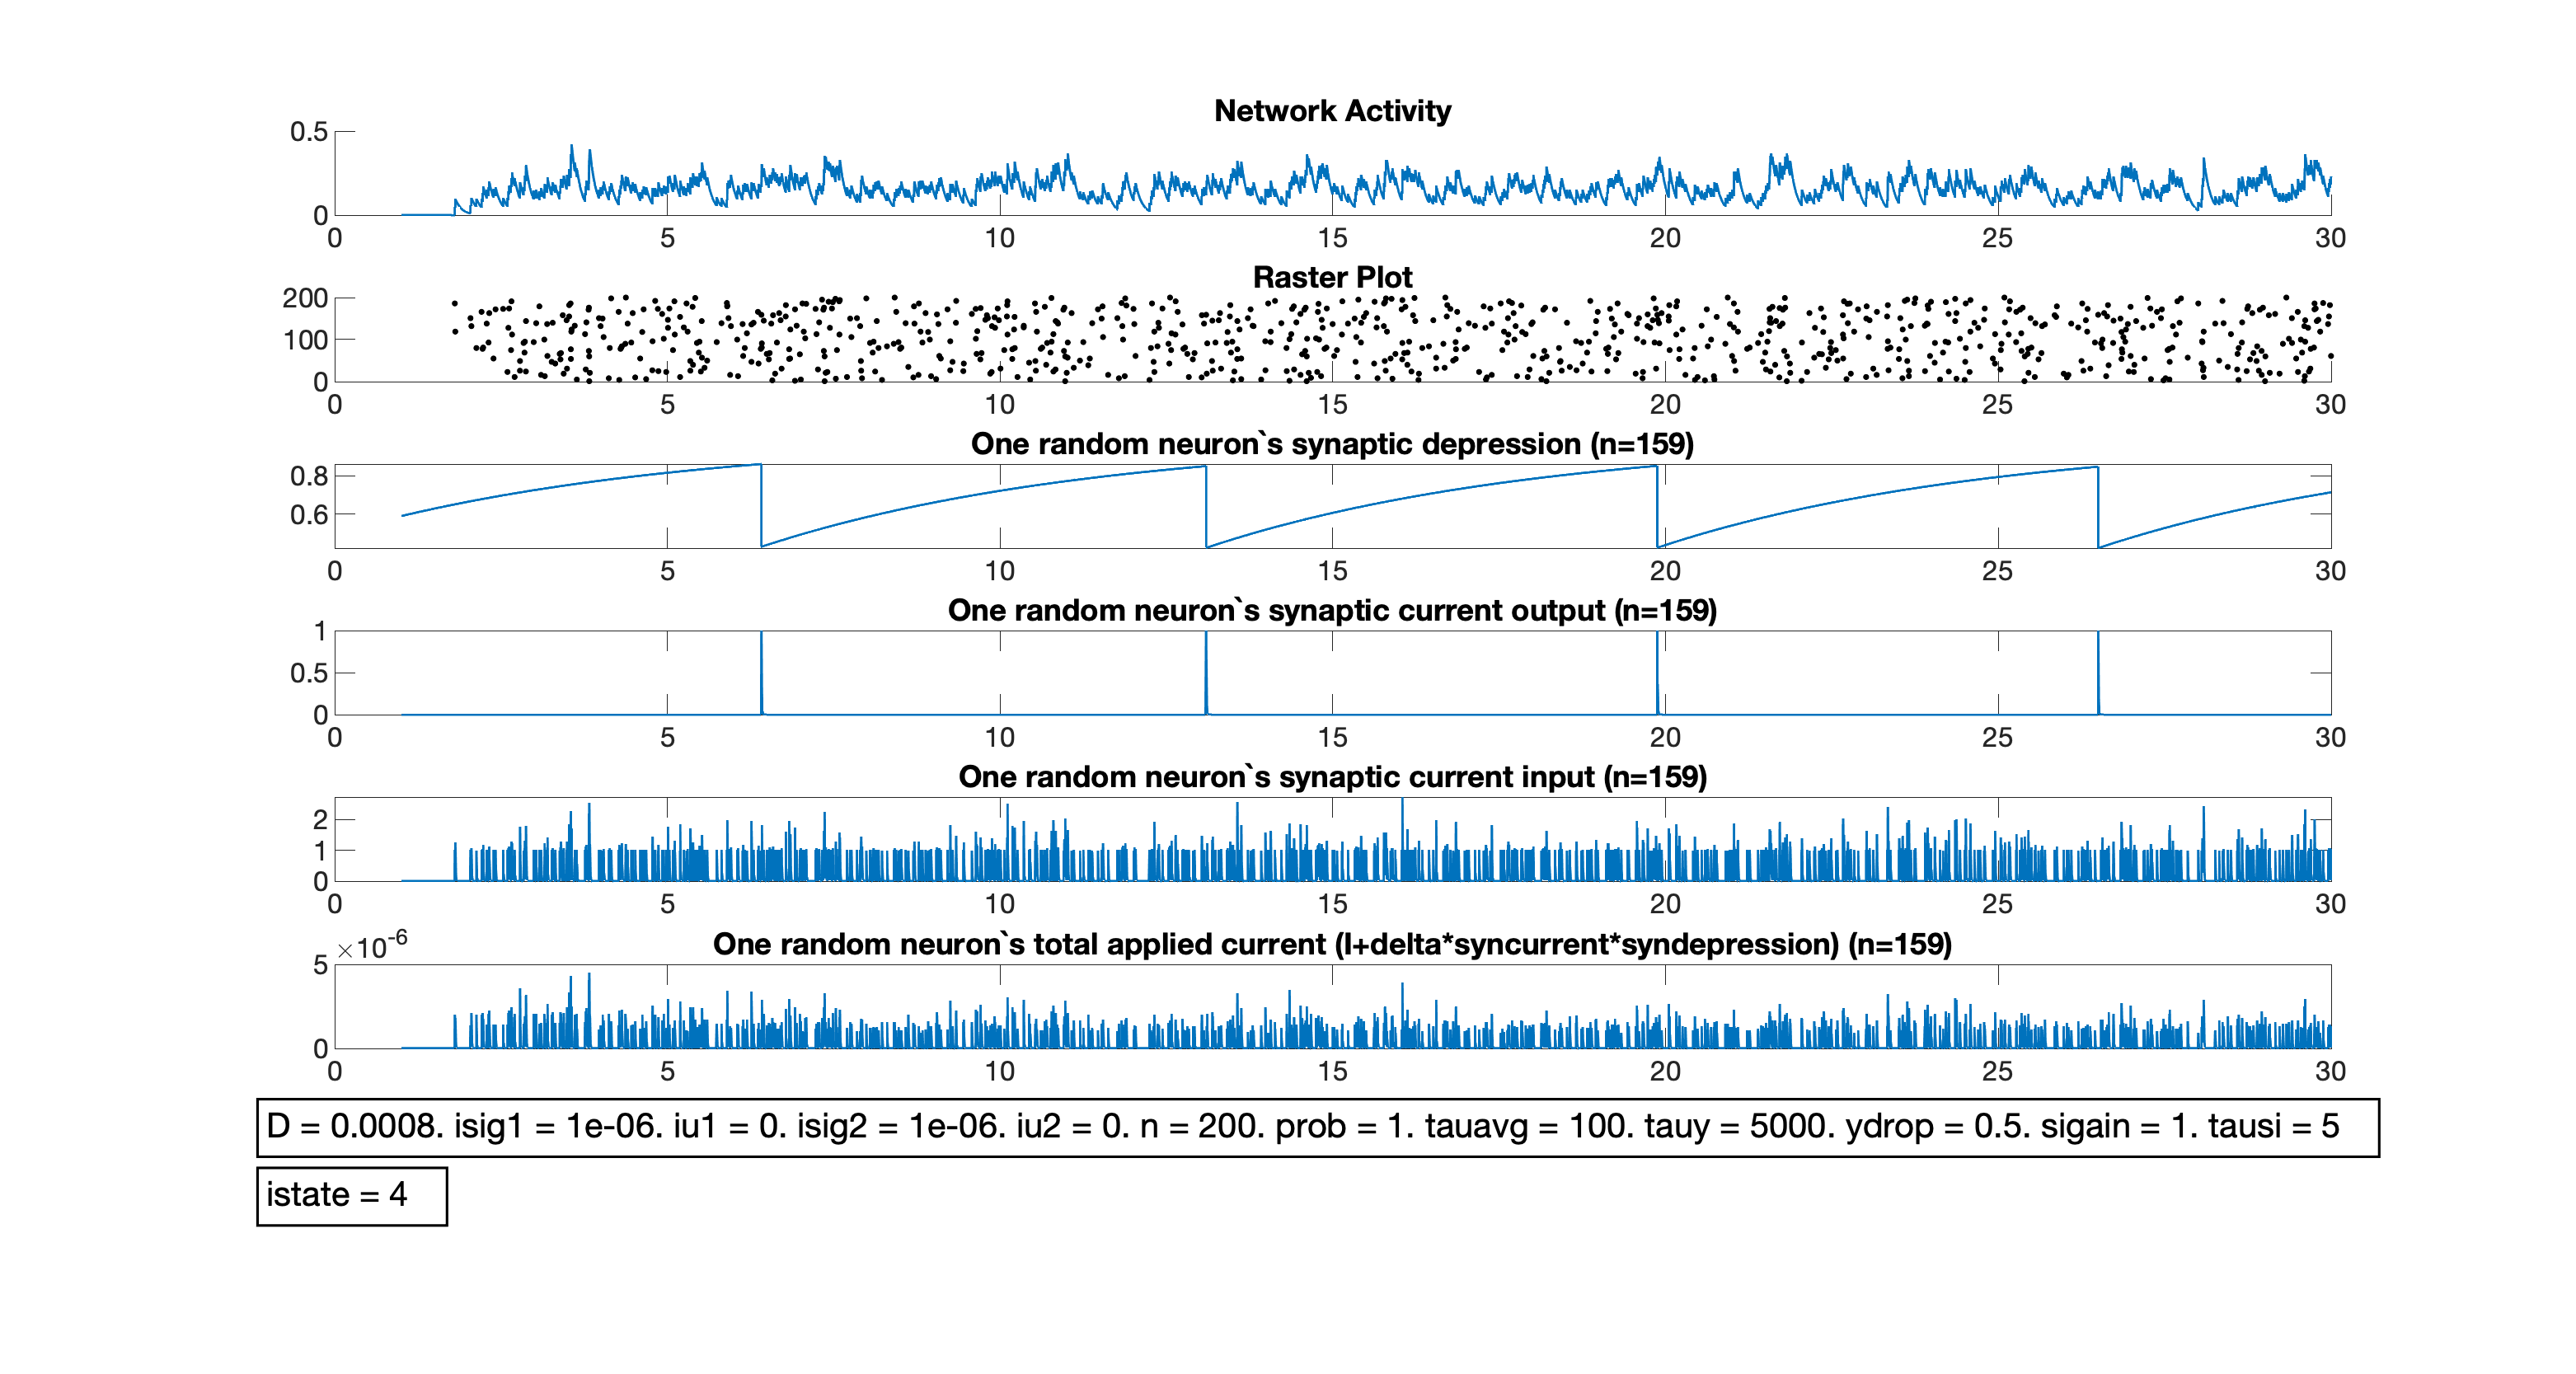 Network Activity
0.5
0
0 5 10 15 20 25 30
Raster Plot
200
100
0
0 5 10 15 20 25 30
One random neuron`s synaptic depression (n=159)
0.8
0.6
0 5 10 15 20 25 30
One random neuron`s synaptic current output (n=159)
1
0.5
0
0 5 10 15 20 25 30
One random neuron`s synaptic current input (n=159)
2
1
0
0 5 10 15 20 25 30
×10-6
One random neuron`s total applied current (I+delta*syncurrent*syndepression) (n=159)
5
0
0 5 10 15 20 25 30
D = 0.0008. isig1 = 1e-06. iu1 = 0. isig2 = 1e-06. iu2 = 0. n = 200. prob = 1. tauavg = 100. tauy = 5000. ydrop = 0.5. sigain = 1. tausi = 5
istate = 4